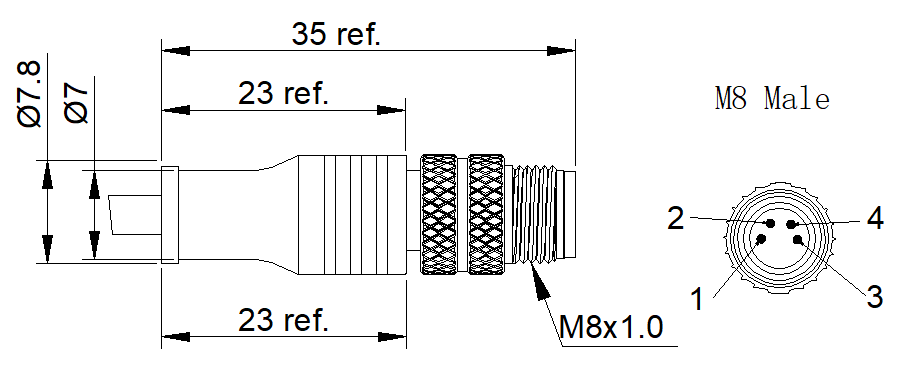 35 ref.
23 ref.
Ø7.8
Ø7
M8 Male
2
4
1
3
23 ref.
M8x1.0